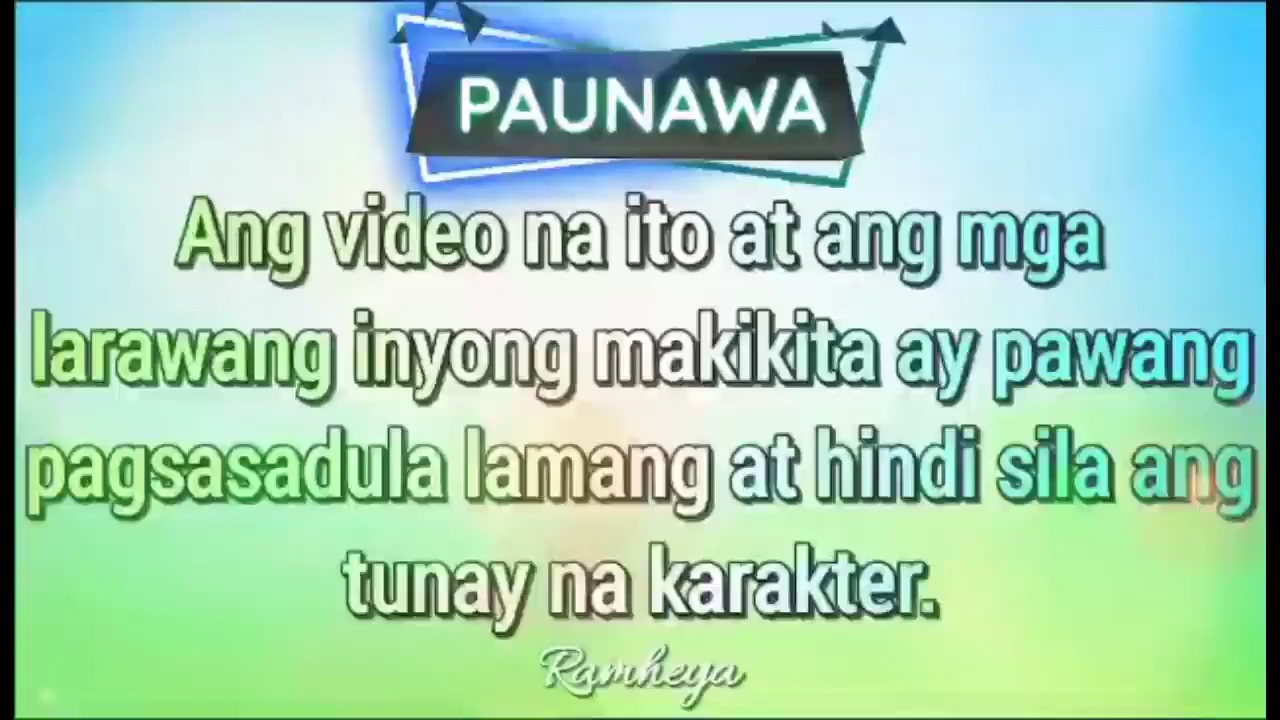 PAUNAWA
Ang video na ito at ang mga
larawang inyong makikita ay pawang
pagsasadula lamang at hindi sila ang
tunay na karakter.
Ramheya